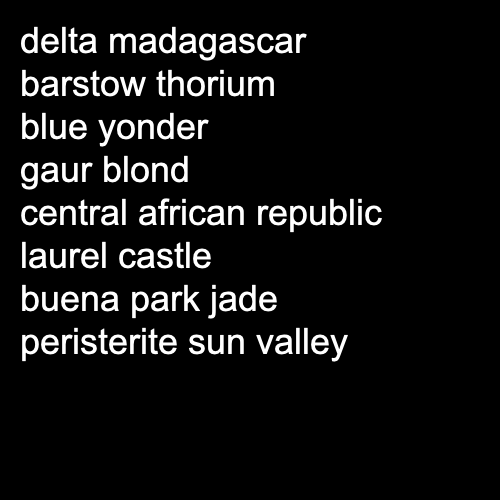 delta madagascar
barstow thorium
blue yonder
gaur blond
central african republic
laurel castle
buena park jade
peristerite sun valley